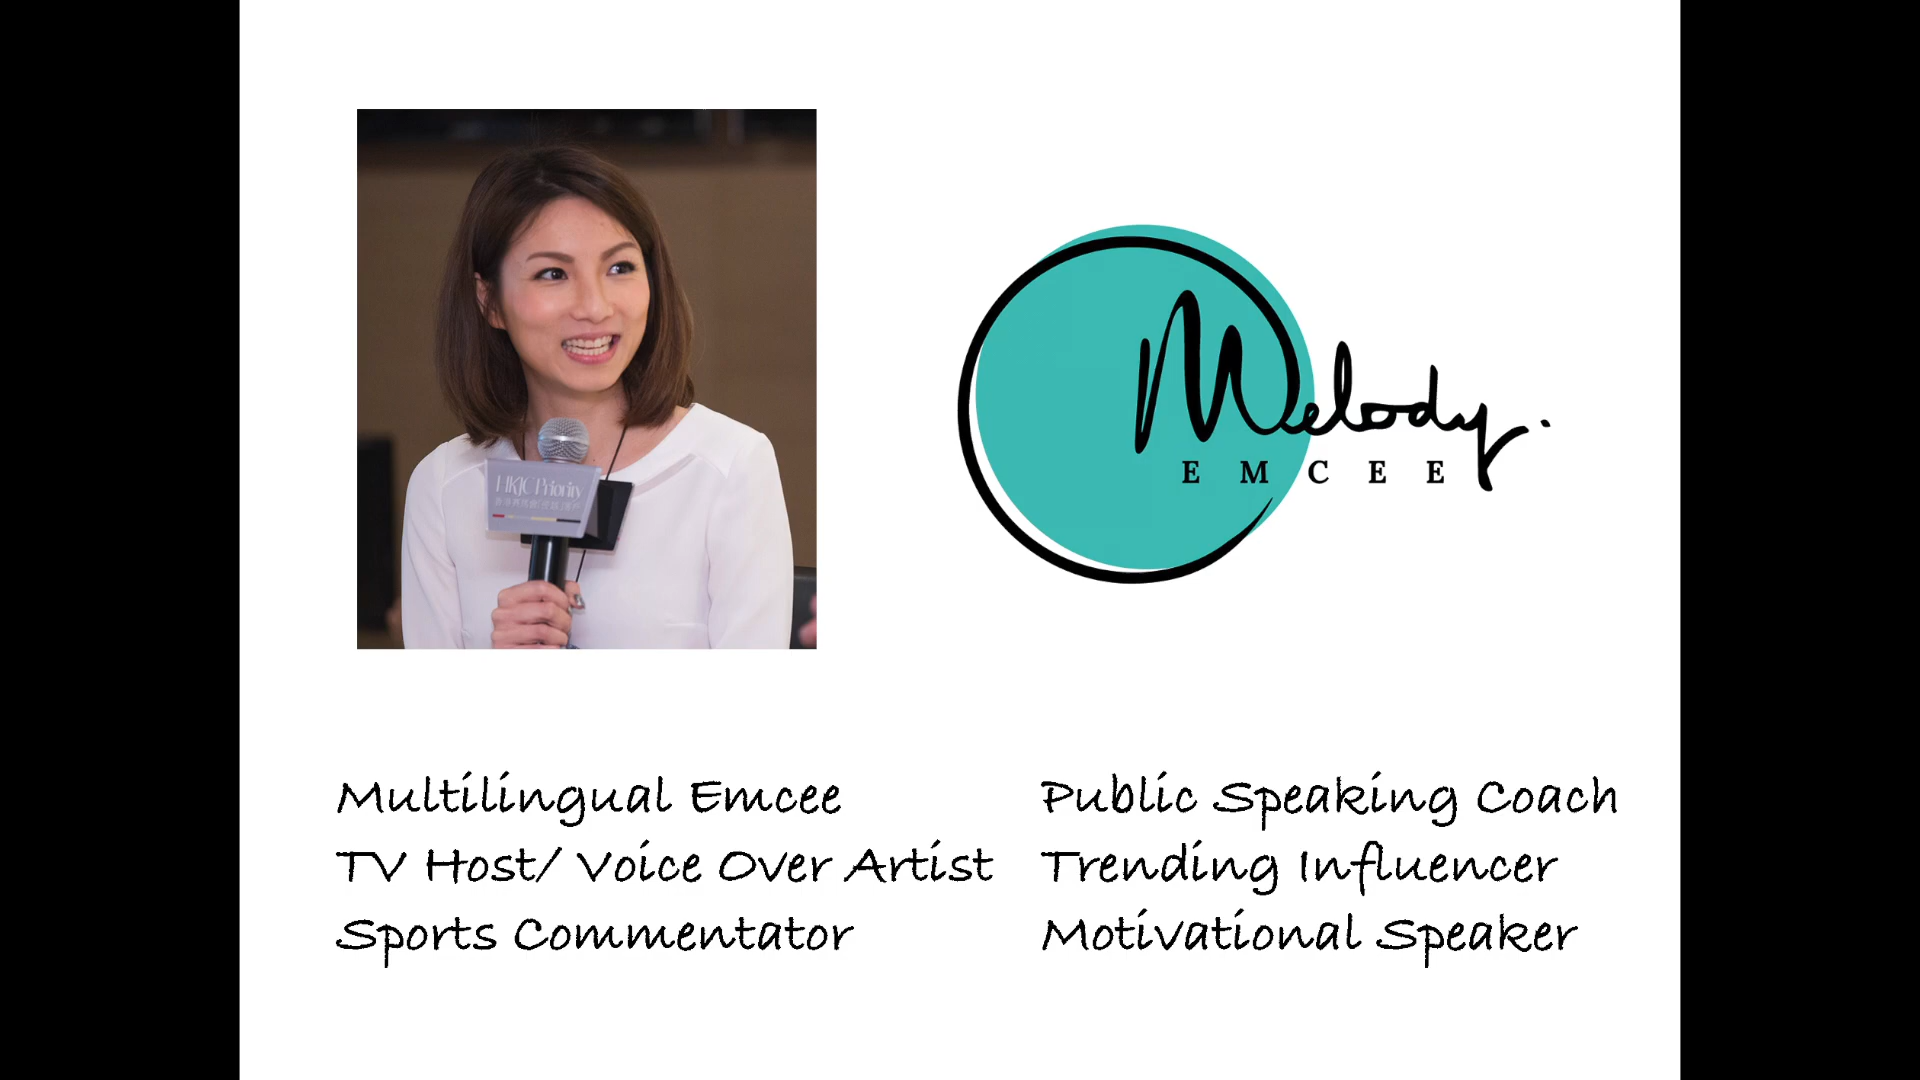 HKJC Priority
Melody.
EMCEE
Multilingual Emcee
TV Host/ Voice Over Artist
Sports Commentator
Public Speaking Coach
Trending Influencer
Motivational Speaker